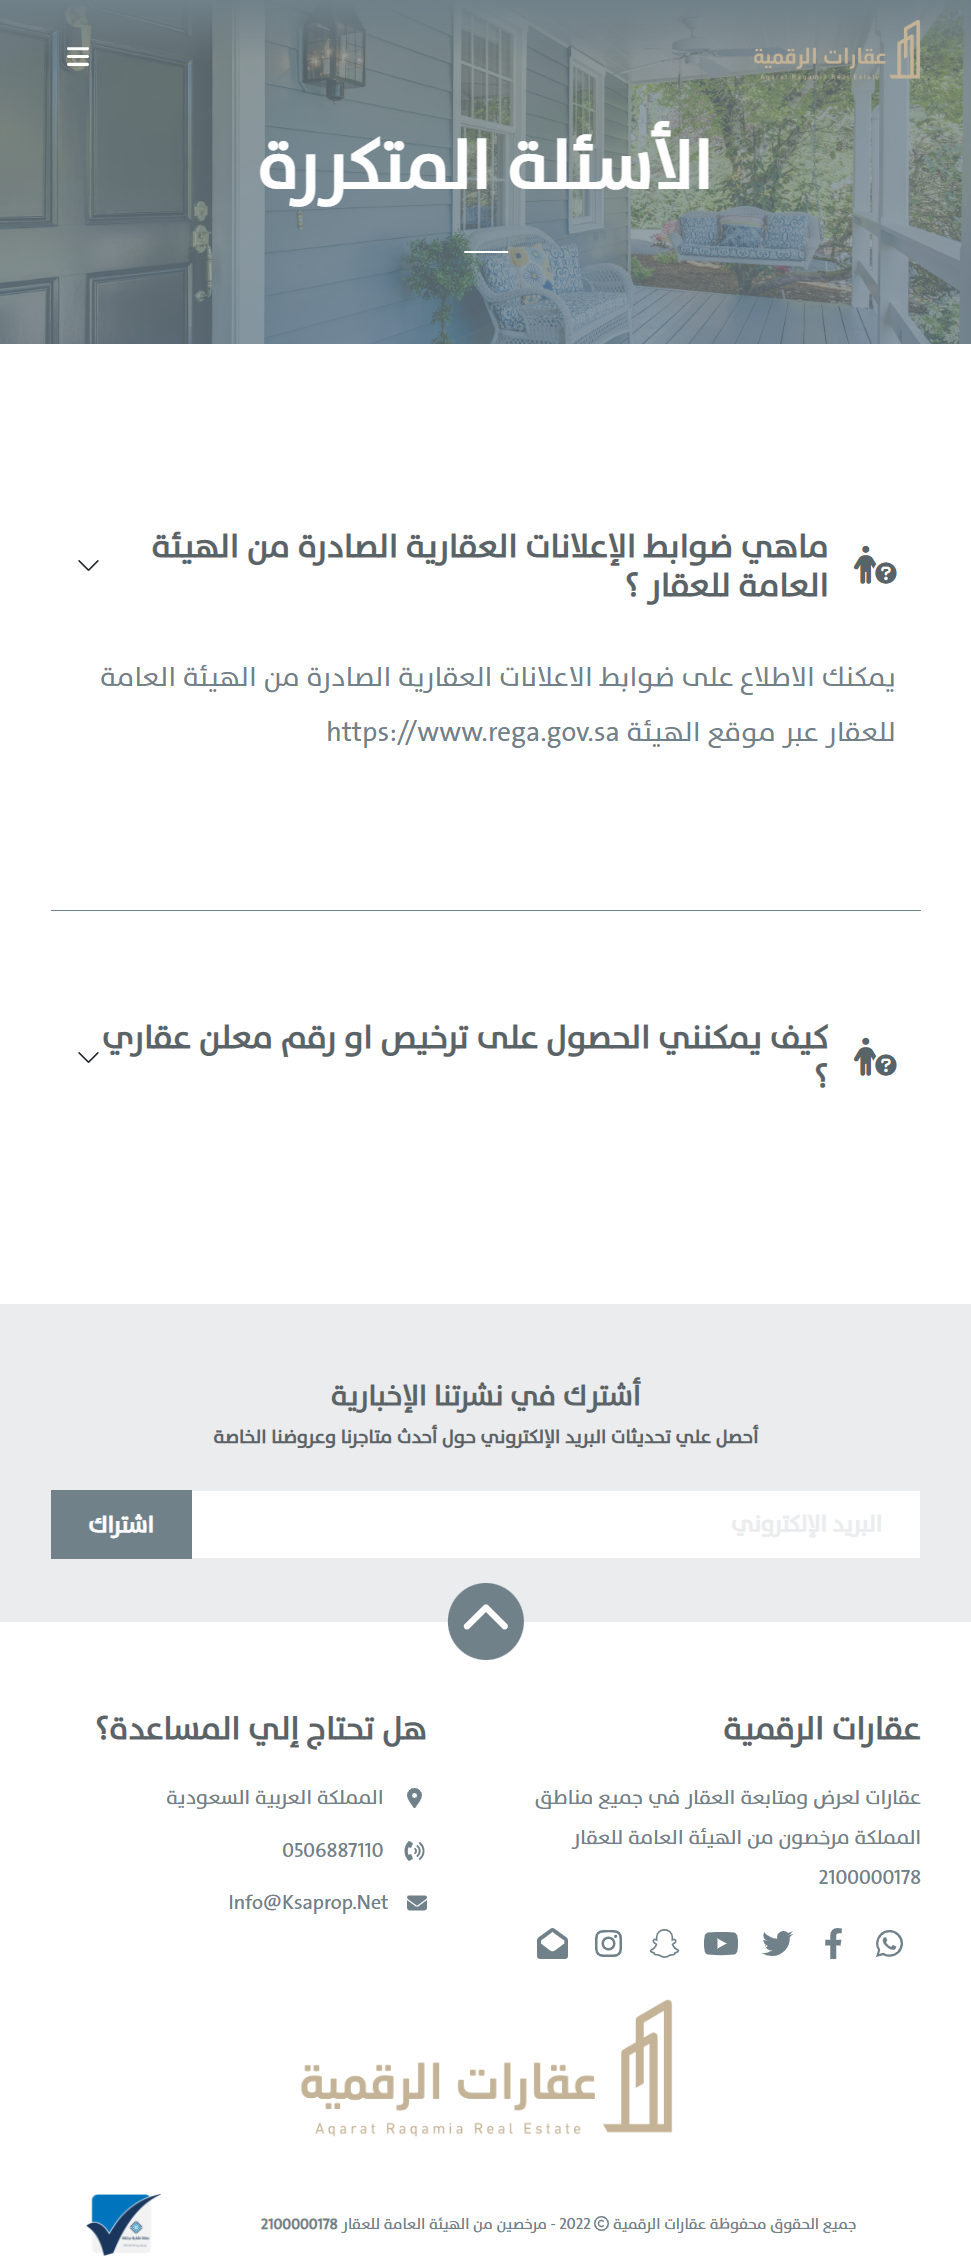 عقارات الرقمية
Aqarat Raqamia Real Estate
الأسئلة المتكررة
ماهي ضوابط الإعلانات العقارية الصادرة من الهيئة
العامة للعقار ؟
يمكنك الاطلاع على ضوابط الاعلانات العقارية الصادرة من الهيئة العامة
للعقار عبر موقع الهيئة https://www.rega.gov.sa
كيف يمكنني الحصول على ترخيص او رقم معلن عقاري
؟
أشترك في نشرتنا الإخبارية
أحصل علي تحديثات البريد الإلكتروني حول أحدث متاجرنا وعروضنا الخاصة
البريد الإلكتروني
اشتراك
عقارات الرقمية
عقارات لعرض ومتابعة العقار في جميع مناطق
المملكة مرخصون من الهيئة العامة للعقار
2100000178
هل تحتاج إلي المساعدة؟
المملكة العربية السعودية
0506887110
Info@Ksaprop.Net
عقارات الرقمية
Aqarat Raqamia Real Estate
جميع الحقوق محفوظة عقارات الرقمية © 2022 - مرخصين من الهيئة العامة للعقار 2100000178